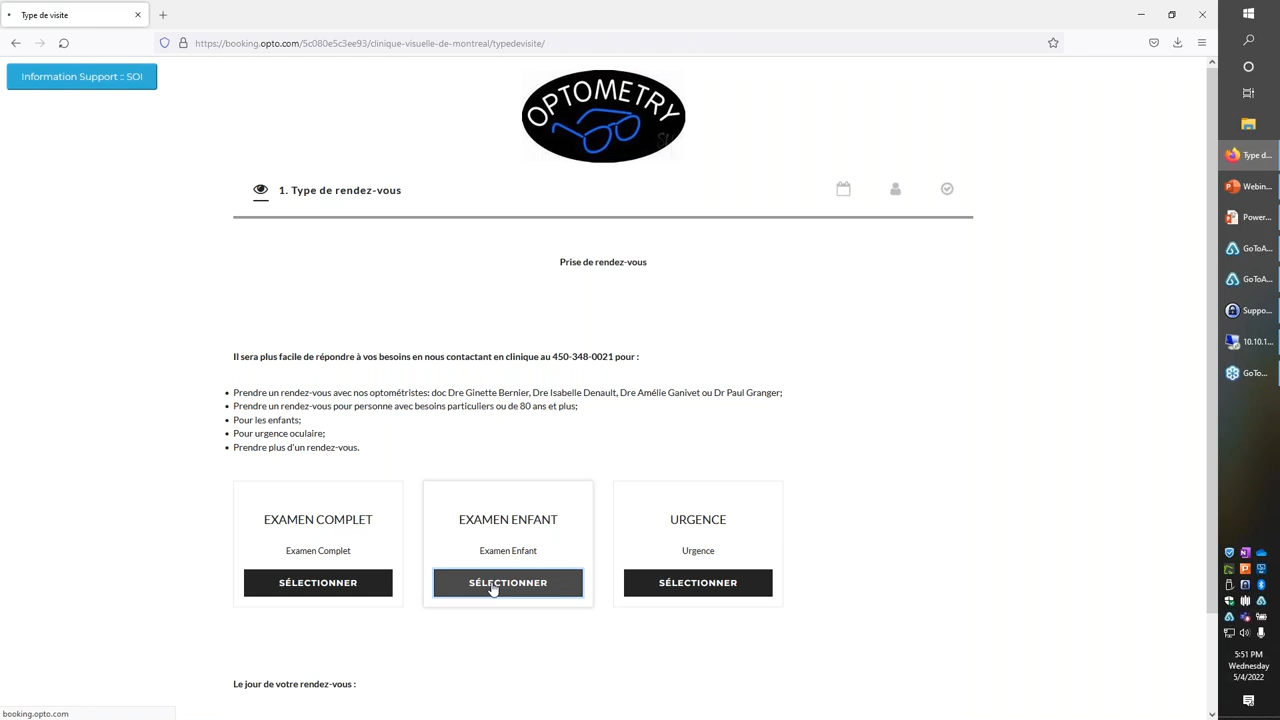 Type de visite
https://booking.opto.com/5c080e5c3ee93/clinique-visuelle-de-montreal/typedevisite/
Information Support :: SOI
OPTOMETRY
1. Type de rendez-vous
Prise de rendez-vous
Il sera plus facile de répondre à vos besoins en nous contactant en clinique au 450-348-0021 pour :
• Prendre un rendez-vous avec nos optométristes: doc Dre Ginette Bernier, Dre Isabelle Denault, Dre Amélie Ganivet ou Dr Paul Granger;
• Prendre un rendez-vous pour personne avec besoins particuliers ou de 80 ans et plus;
• Pour les enfants;
• Pour urgence oculaire;
• Prendre plus d'un rendez-vous.
EXAMEN COMPLET
Examen Complet
SÉLECTIONNER
EXAMEN ENFANT
Examen Enfant
SÉLECTIONNER
URGENCE
Urgence
SÉLECTIONNER
Le jour de votre rendez-vous :
booking.opto.com
Type d...
Webin...
Power...
GoToA...
GoToA...
Suppo...
10.10.1...
GoTo...
5:51 PM
Wednesday
5/4/2022